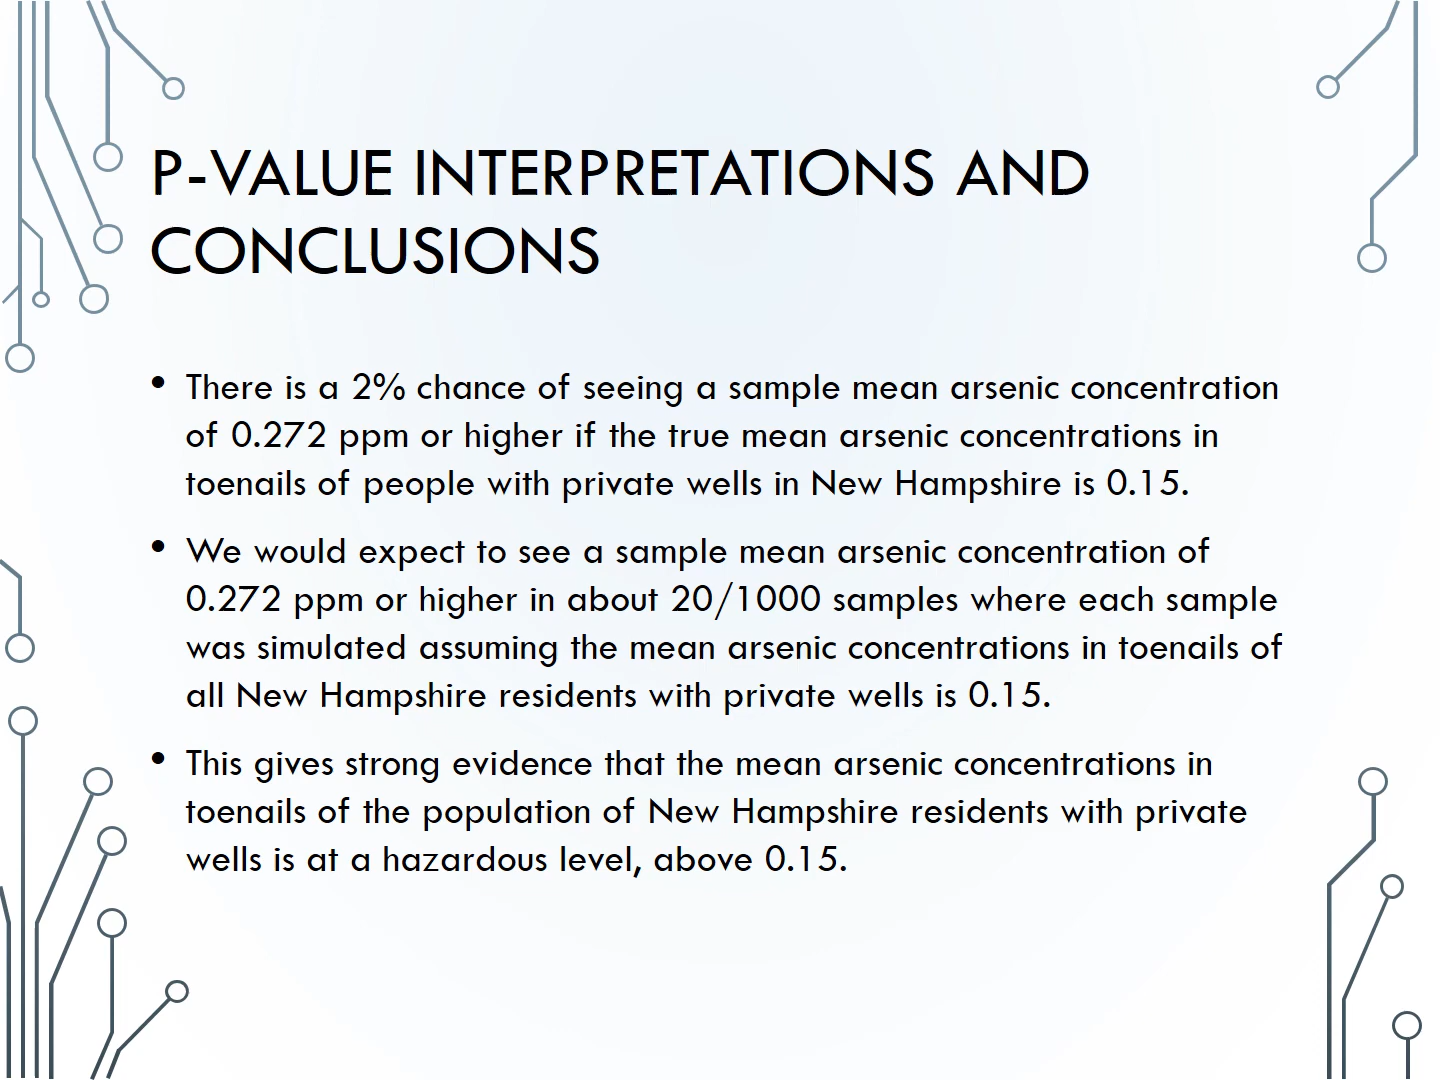 P-VALUE INTERPRETATIONS AND
CONCLUSIONS
• There is a 2% chance of seeing a sample mean arsenic concentration
of 0.272 ppm or higher if the true mean arsenic concentrations in
toenails of people with private wells in New Hampshire is 0.15.
• We would expect to see a sample mean arsenic concentration of
0.272 ppm or higher in about 20/1000 samples where each sample
was simulated assuming the mean arsenic concentrations in toenails of
all New Hampshire residents with private wells is 0.15.
• This gives strong evidence that the mean arsenic concentrations in
toenails of the population of New Hampshire residents with private
wells is at a hazardous level, above 0.15.